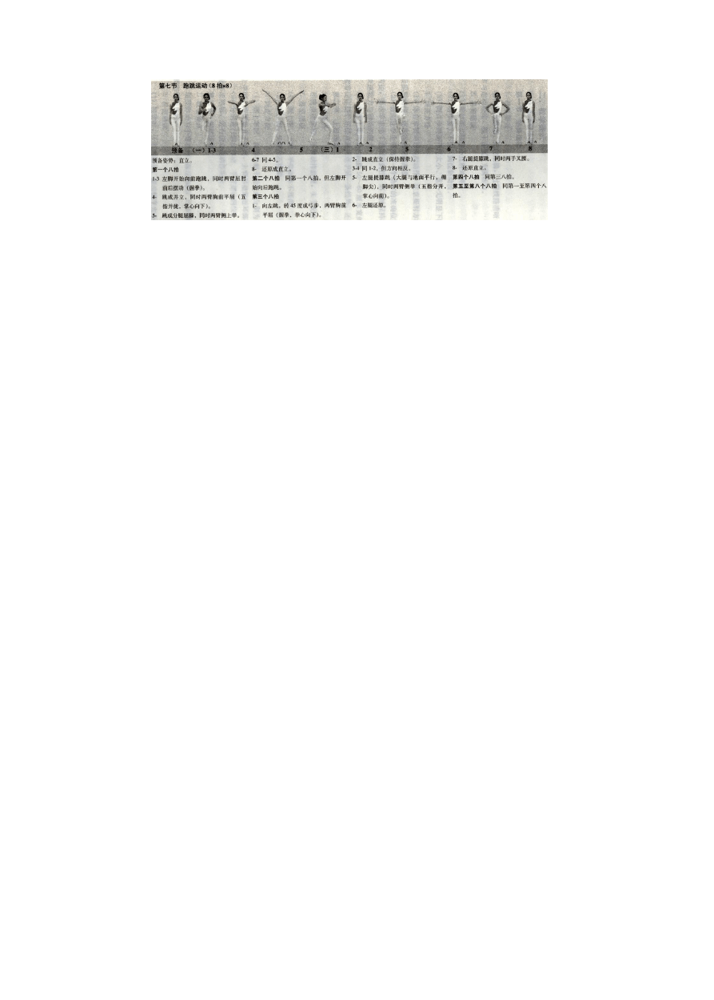 第七节 跑跳运动(8 拍×8)
预备 (一)1-3 4 5 (三)1 2 5 6 7 8
预备姿势:直立。
第一个八拍
1-3 左脚开始向前跑跳,同时两臂屈肘
前后摆动(握拳)。
4- 跳成并立,同时两臂胸前平屈(五
指并拢,掌心向下)。
5- 跳成分腿屈膝,同时两臂侧上举。
6-7 同 4-5。
8- 还原成直立。
第二个八拍 同第一个八拍,但左脚开
始向后跑跳。
第三个八拍
1- 向左跳,转 45 度成弓步,两臂胸前
平屈(握拳,拳心向下)。
2- 跳成直立(保持握拳)。
3-4 同 1-2,但方向相反。
5- 左腿提膝跳(大腿与地面平行,绷
脚尖),同时两臂侧举(五指分开,
掌心向前)。
6- 左腿还原。
7- 右腿提膝跳,同时两手叉腰。
8- 还原直立。
第四个八拍 同第三八拍。
第五至第八个八拍 同第一至第四个八
拍。